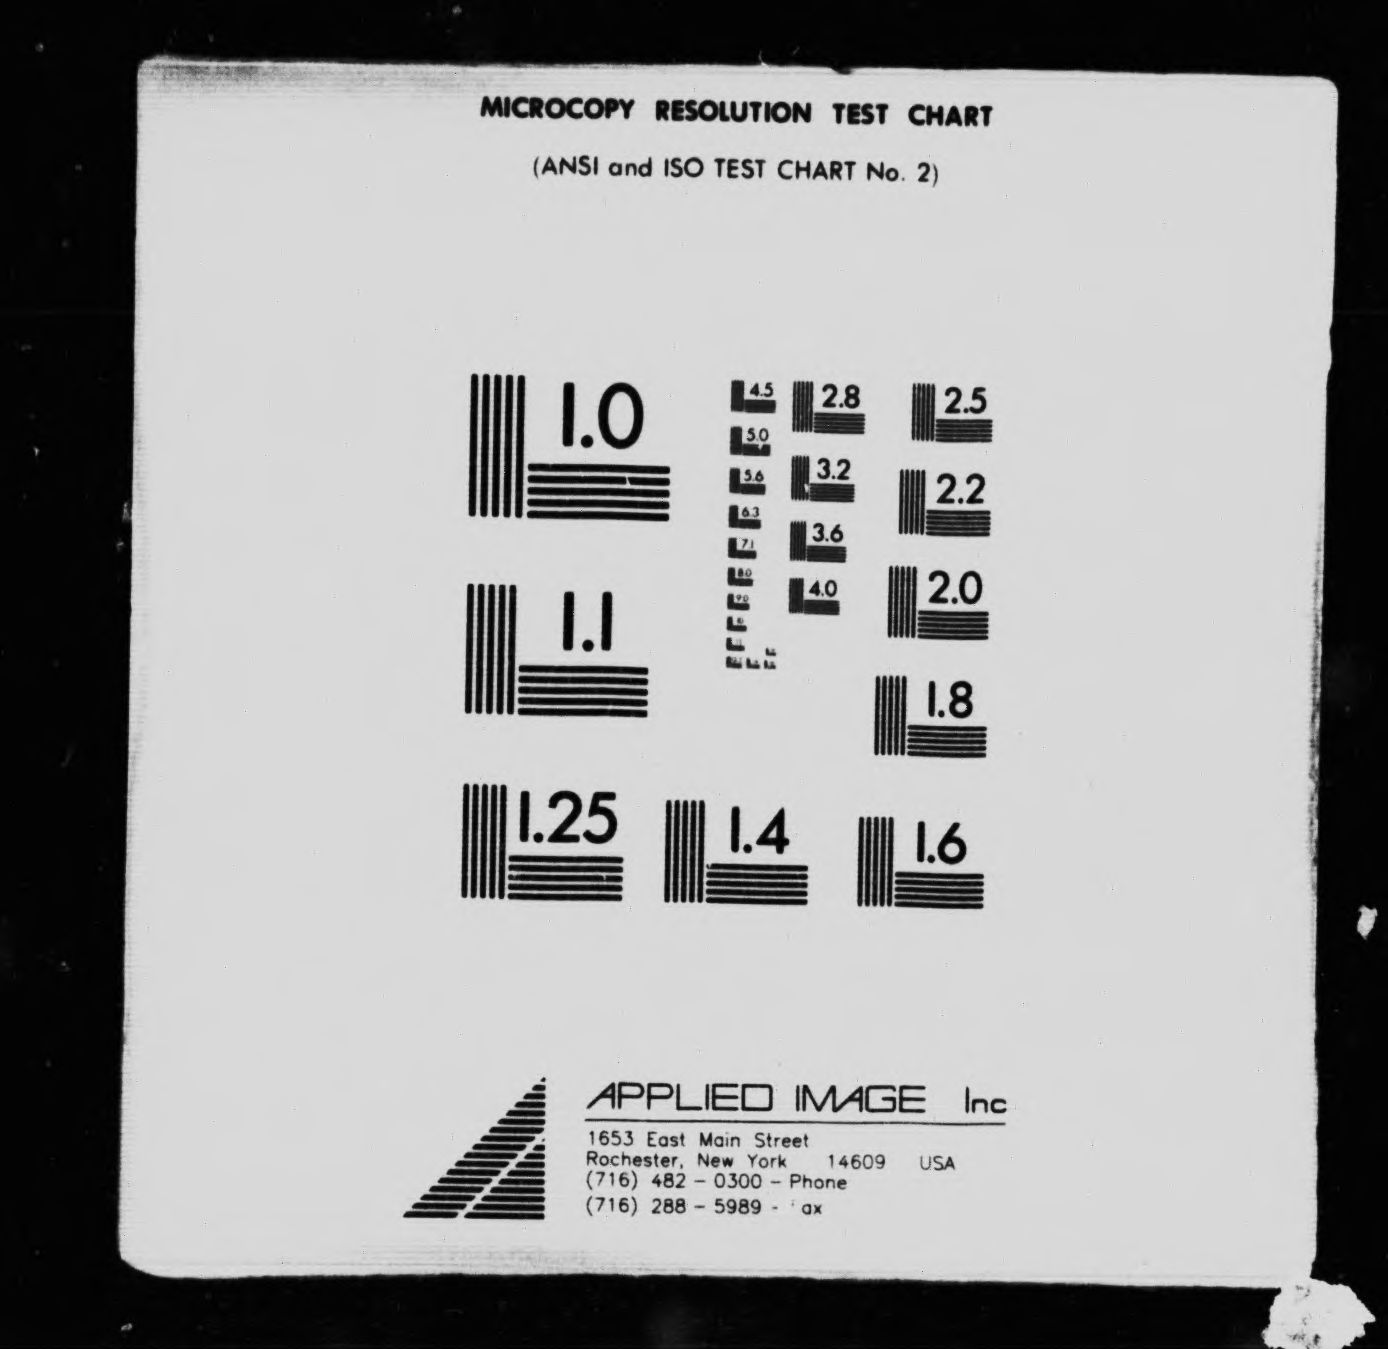 MICROCOPY RESOLUTION TEST CHART
(ANSI and ISO TEST CHART No. 2)
1.0
1.1
1.25
1.4
1.6
1.8
2.0
2.2
2.5
2.8
3.2
3.6
4.0
4.5
5.0
5.6
6.3
7.1
8.0
9.0
APPLIED IMAGE Inc
1653 East Main Street
Rochester, New York 14609 USA
(716) 482 - 0300 - Phone
(716) 288 - 5989 - ax